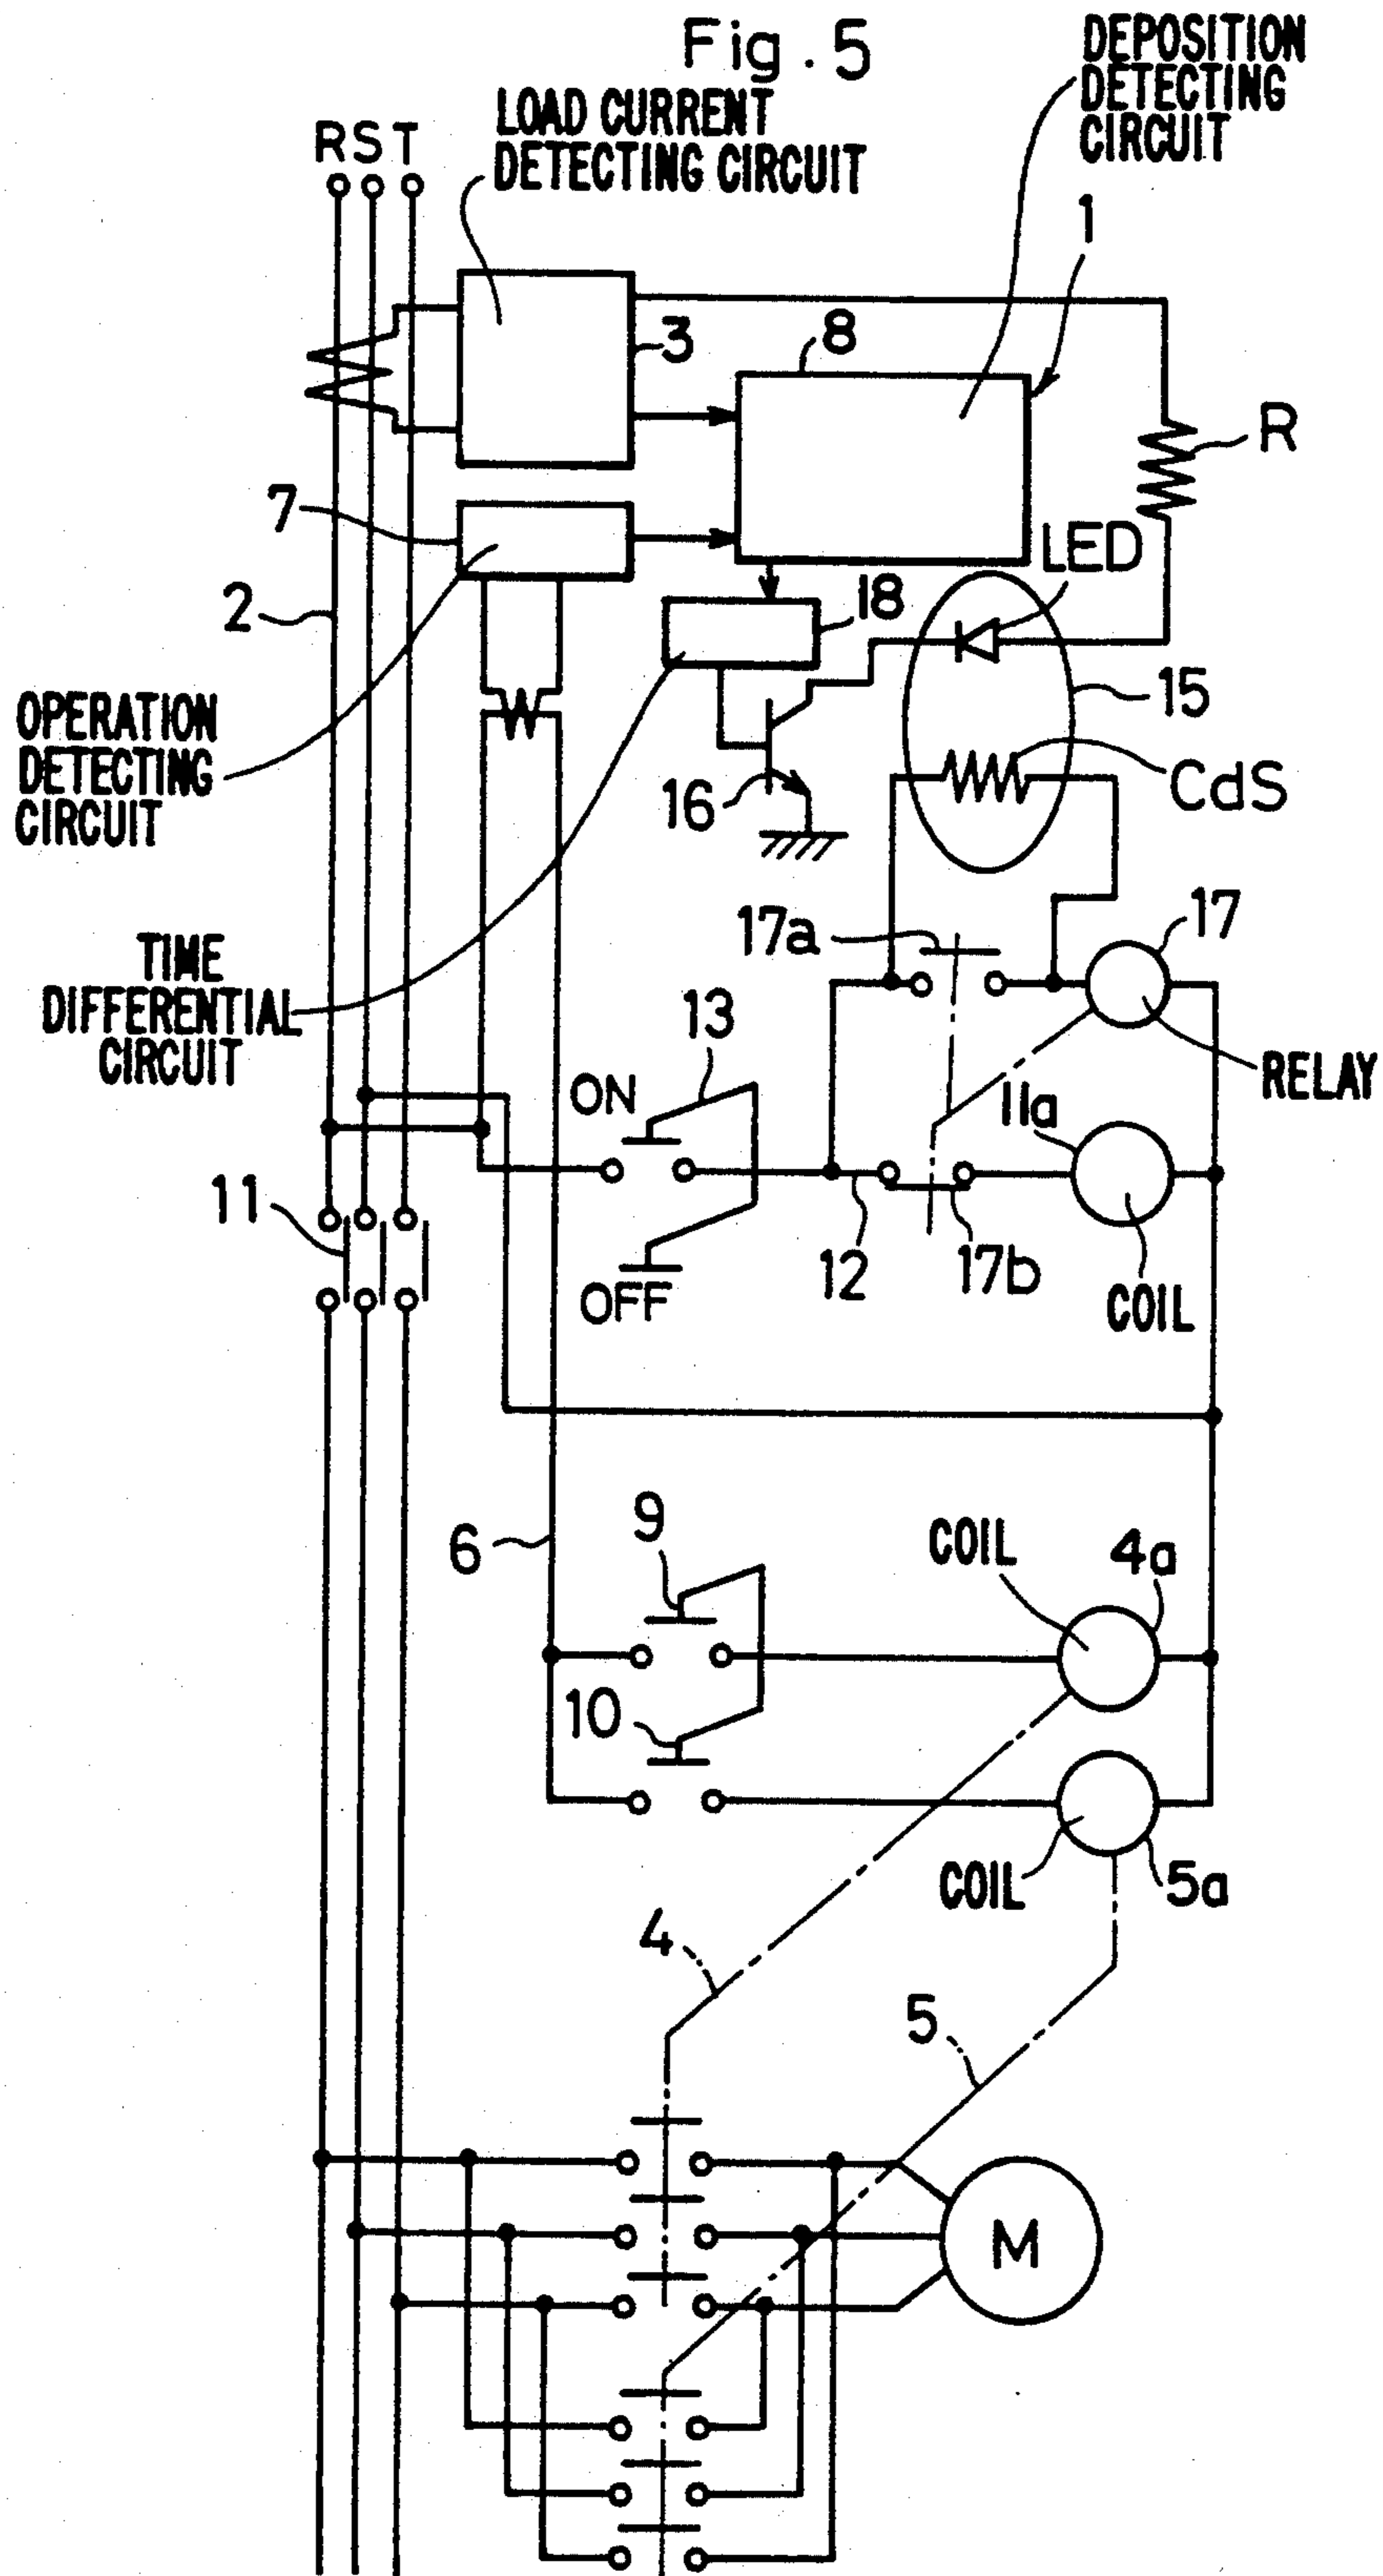 Fig. 5
DEPOSITION
DETECTING
CIRCUIT
LOAD CURRENT
DETECTING CIRCUIT
R S T
1
3
8
R
7
LED
2
18
15
OPERATION
DETECTING
CIRCUIT
16
CdS
17a
17
TIME
DIFFERENTIAL
CIRCUIT
13
RELAY
ON
11a
11
12
17b
OFF
COIL
9
6
COIL
4a
10
COIL
5a
4
5
M